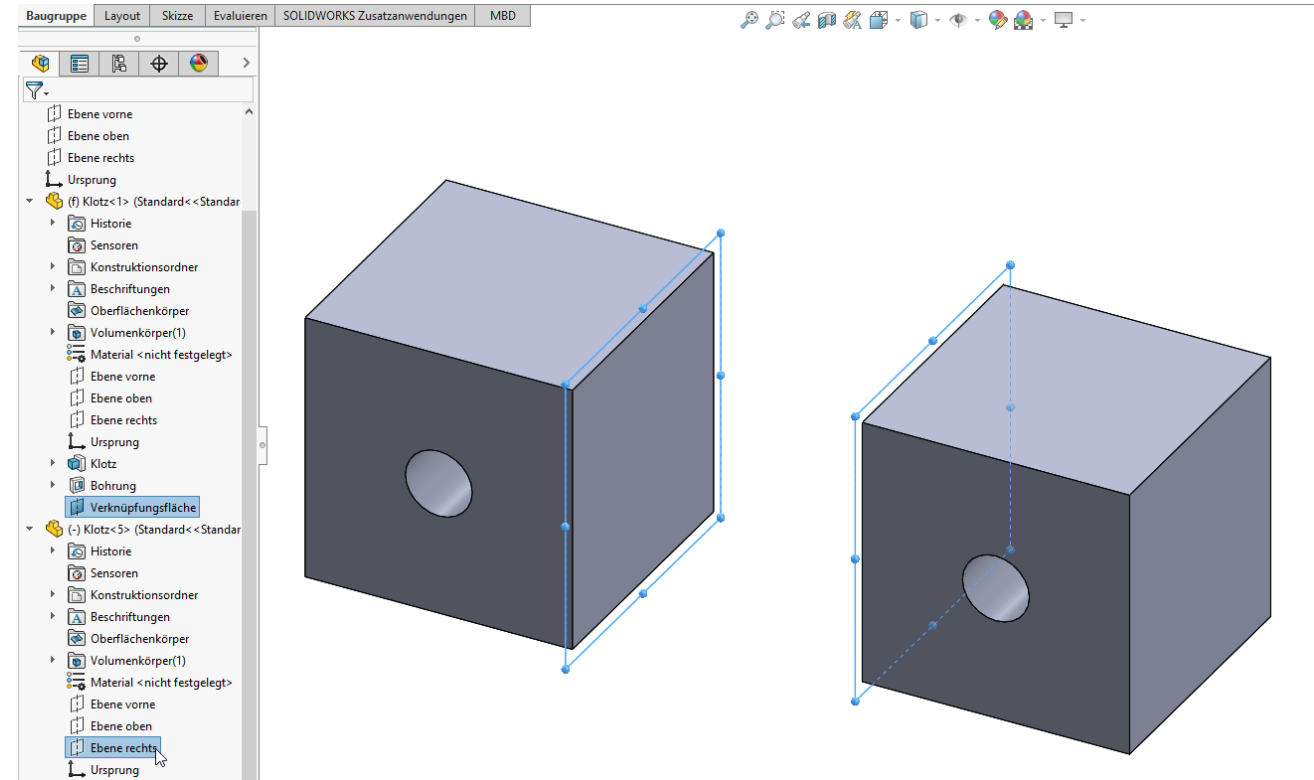 Baugruppe Layout Skizze Evaluieren SOLIDWORKS Zusatzanwendungen MBD
Ebene vorne
Ebene oben
Ebene rechts
Ursprung
(f) Klotz<1> (Standard<<Standar
Historie
Sensoren
Konstruktionsordner
Beschriftungen
Oberflächenkörper
Volumenkörper(1)
Material <nicht festgelegt>
Ebene vorne
Ebene oben
Ebene rechts
Ursprung
Klotz
Bohrung
Verknüpfungsfläche
(-) Klotz<5> (Standard<<Standar
Historie
Sensoren
Konstruktionsordner
Beschriftungen
Oberflächenkörper
Volumenkörper(1)
Material <nicht festgelegt>
Ebene vorne
Ebene oben
Ebene rechts
Ursprung